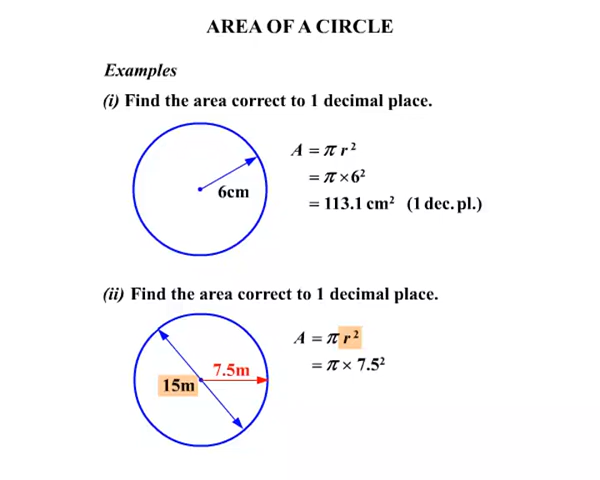 AREA OF A CIRCLE
Examples
(i) Find the area correct to 1 decimal place.
A = π r²
= π × 6²
6cm
= 113.1 cm² (1 dec. pl.)
(ii) Find the area correct to 1 decimal place.
A = π r²
= π × 7.5²
7.5m
15m